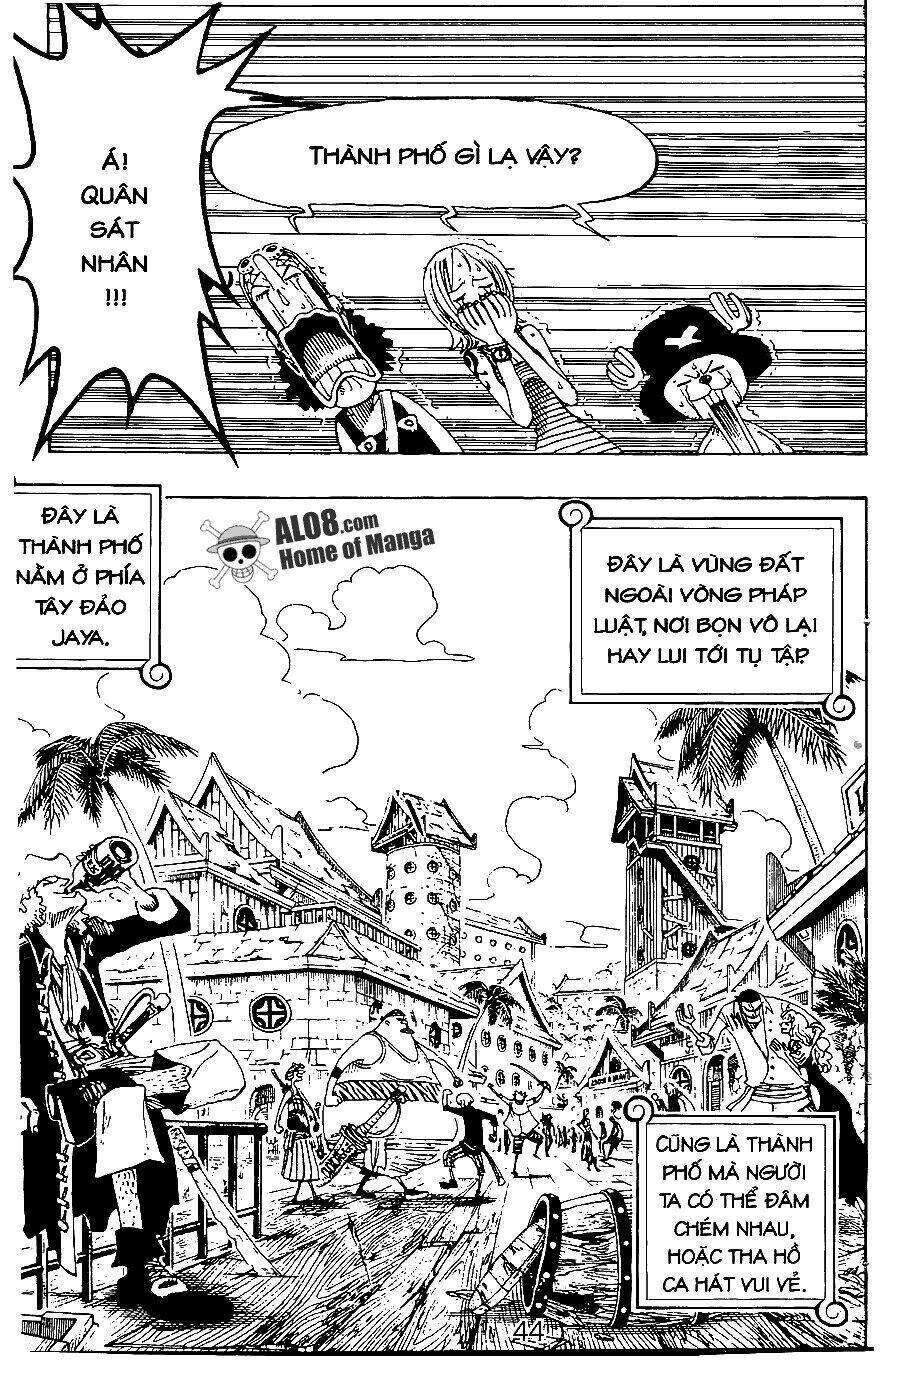 Á!
QUÂN
SÁT
NHÂN
!!!
THÀNH PHỐ GÌ LẠ VẬY?
ĐÂY LÀ
THÀNH PHỐ
NẰM Ở PHÍA
TÂY ĐẢO
JAYA.
ALO8.com
Home of Manga
ĐÂY LÀ VÙNG ĐẤT
NGOÀI VÒNG PHÁP
LUẬT, NƠI BỌN VÔ LẠI
HAY LUI TỚI TỤ TẬP.
CŨNG LÀ THÀNH
PHỐ MÀ NGƯỜI
TA CÓ THỂ ĐÂM
CHÉM NHAU,
HOẶC THA HỒ
CA HÁT VUI VẺ.
44